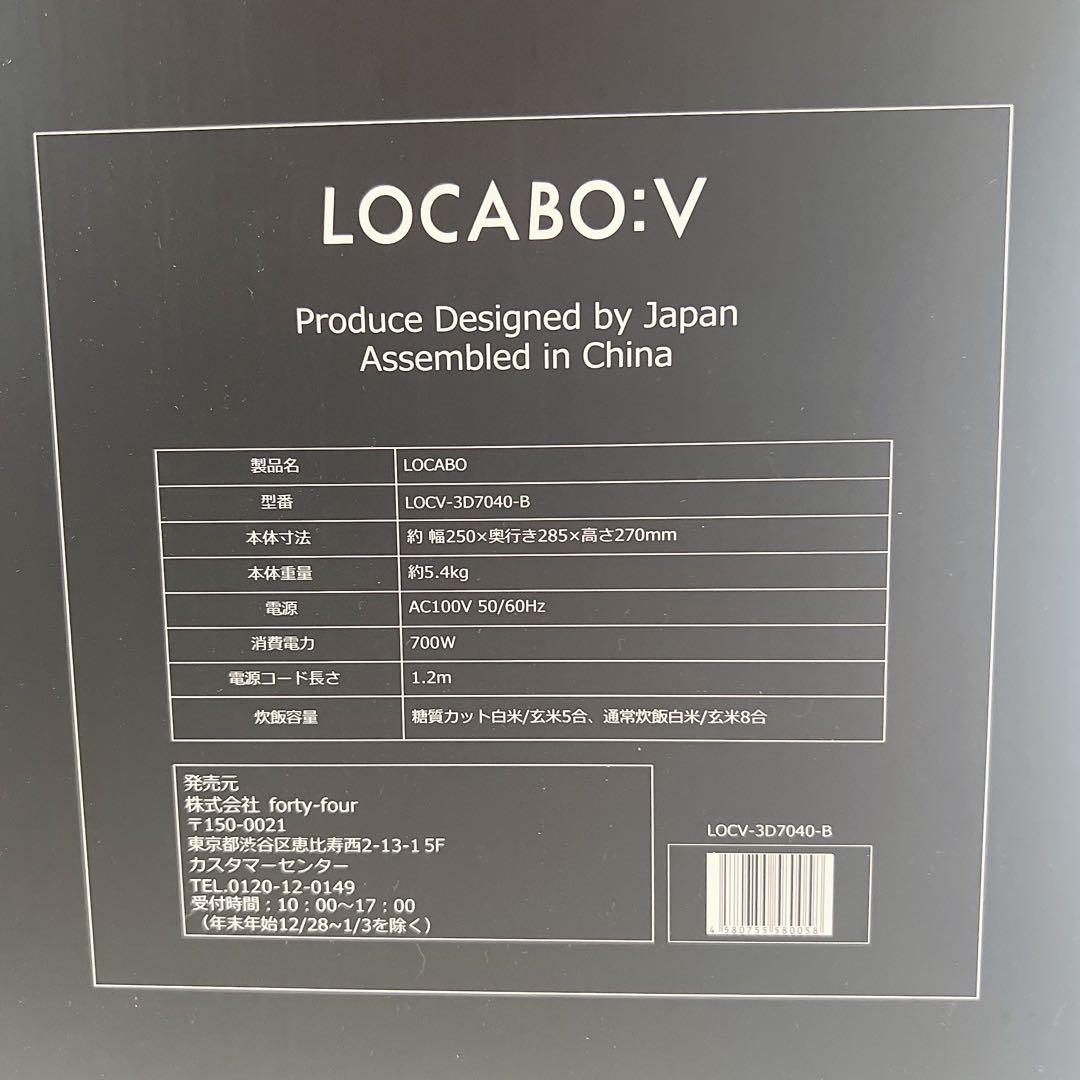 LOCABO:V
Produce Designed by Japan
Assembled in China
製品名 LOCABO
型番 LOCV-3D7040-B
本体寸法 約 幅250×奥行き285×高さ270mm
本体重量 約5.4kg
電源 AC100V 50/60Hz
消費電力 700W
電源コード長さ 1.2m
炊飯容量 糖質カット白米/玄米5合、通常炊飯白米/玄米8合
発売元
株式会社 forty-four
〒150-0021
東京都渋谷区恵比寿西2-13-1 5F
カスタマーセンター
TEL.0120-12-0149
受付時間：10：00～17：00
（年末年始12/28~1/3を除く）
LOCV-3D7040-B
4 580755 580058